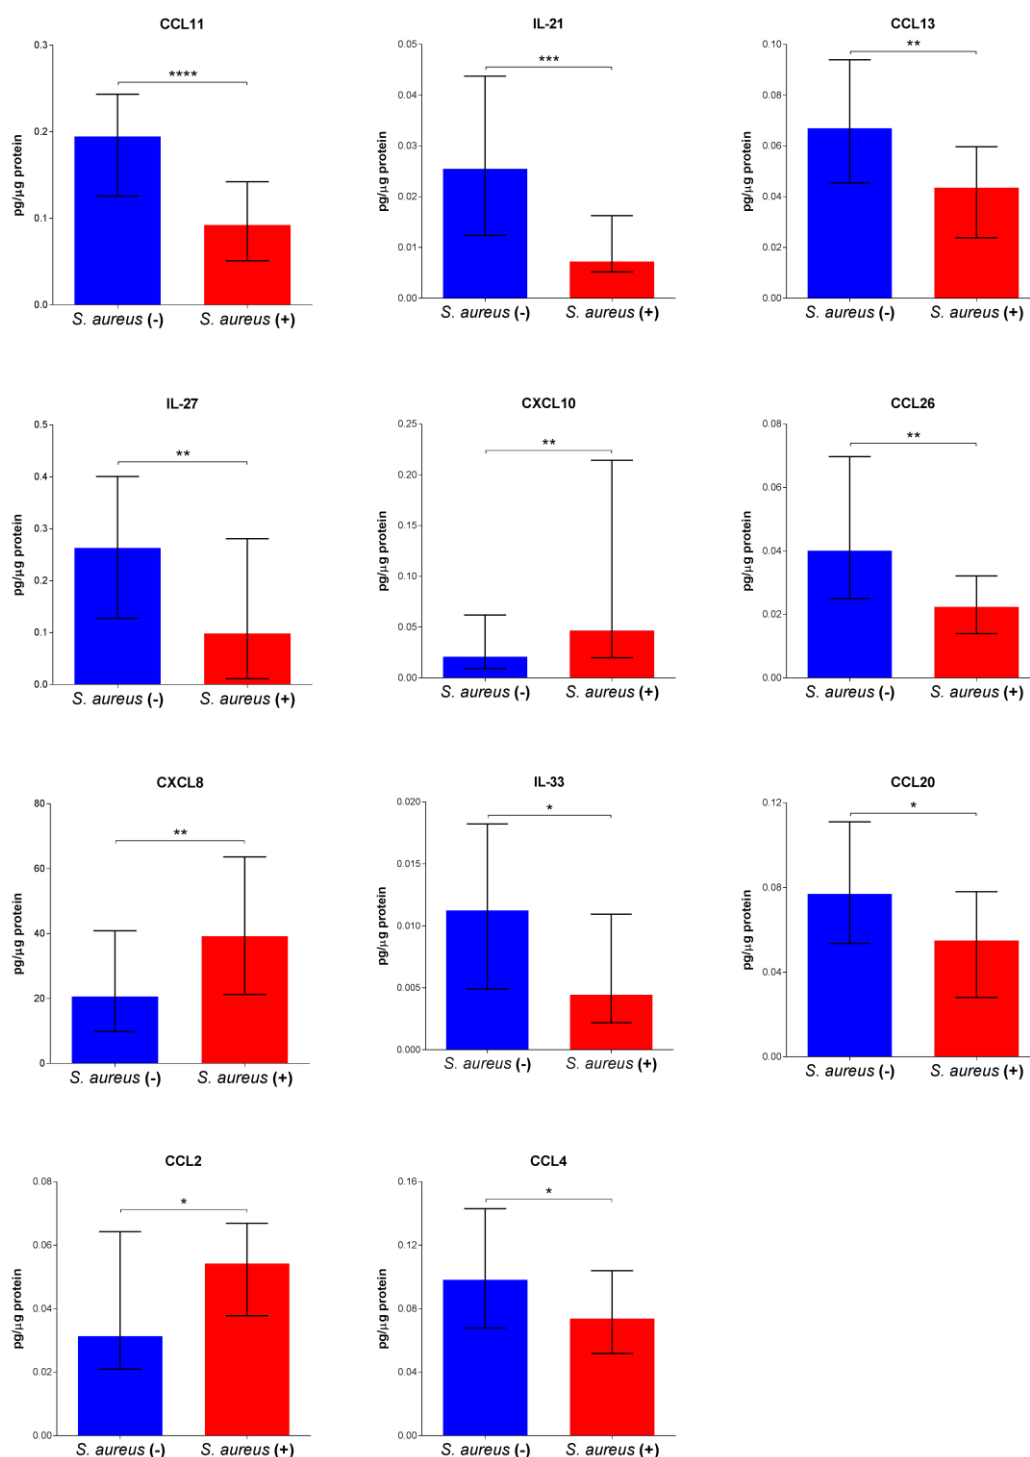 CCL11
pg/µg protein
0.3
0.2
0.1
0.0
****
S. aureus (-) S. aureus (+)
IL-21
pg/µg protein
0.05
0.04
0.03
0.02
0.01
0.00
***
S. aureus (-) S. aureus (+)
CCL13
pg/µg protein
0.10
0.08
0.06
0.04
0.02
0.00
**
S. aureus (-) S. aureus (+)
IL-27
pg/µg protein
0.5
0.4
0.3
0.2
0.1
0.0
**
S. aureus (-) S. aureus (+)
CXCL10
pg/µg protein
0.25
0.20
0.15
0.10
0.05
0.00
**
S. aureus (-) S. aureus (+)
CCL26
pg/µg protein
0.08
0.06
0.04
0.02
0.00
**
S. aureus (-) S. aureus (+)
CXCL8
pg/µg protein
80
60
40
20
0
**
S. aureus (-) S. aureus (+)
IL-33
pg/µg protein
0.020
0.015
0.010
0.005
0.000
*
S. aureus (-) S. aureus (+)
CCL20
pg/µg protein
0.12
0.08
0.04
0.00
*
S. aureus (-) S. aureus (+)
CCL2
pg/µg protein
0.08
0.06
0.04
0.02
0.00
*
S. aureus (-) S. aureus (+)
CCL4
pg/µg protein
0.16
0.12
0.08
0.04
0.00
*
S. aureus (-) S. aureus (+)